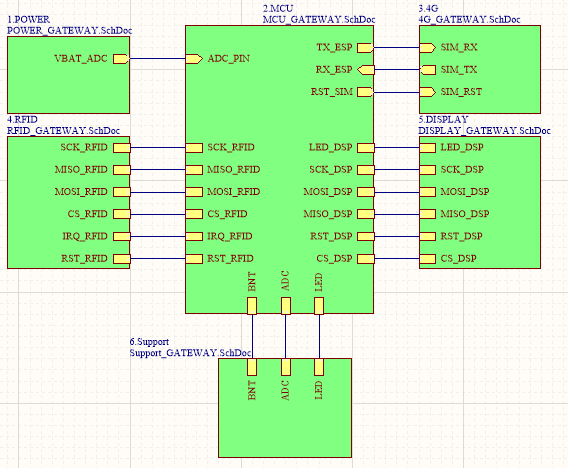 1.POWER
POWER_GATEWAY.SchDoc
VBAT_ADC
2.MCU
MCU_GATEWAY.SchDoc
ADC_PIN
TX_ESP
RX_ESP
RST_SIM
3.4G
4G_GATEWAY.SchDoc
SIM_RX
SIM_TX
SIM_RST
4.RFID
RFID_GATEWAY.SchDoc
SCK_RFID
MISO_RFID
MOSI_RFID
CS_RFID
IRQ_RFID
RST_RFID
SCK_RFID
MISO_RFID
MOSI_RFID
CS_RFID
IRQ_RFID
RST_RFID
LED_DSP
SCK_DSP
MOSI_DSP
MISO_DSP
RST_DSP
CS_DSP
5.DISPLAY
DISPLAY_GATEWAY.SchDoc
LED_DSP
SCK_DSP
MOSI_DSP
MISO_DSP
RST_DSP
CS_DSP
BNT
ADC
LED
6.Support
Support_GATEWAY.SchDoc
BNT
ADC
LED